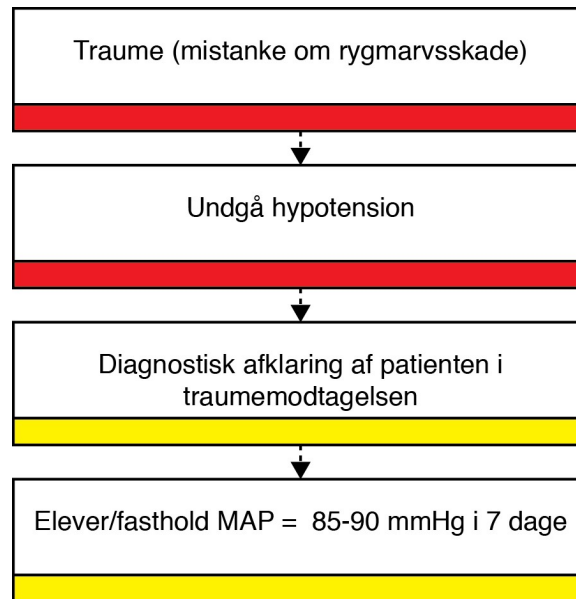 Traume (mistanke om rygmarvsskade)
Undgå hypotension
Diagnostisk afklaring af patienten i
traumemodtagelsen
Elever/fasthold MAP =  85-90 mmHg i 7 dage